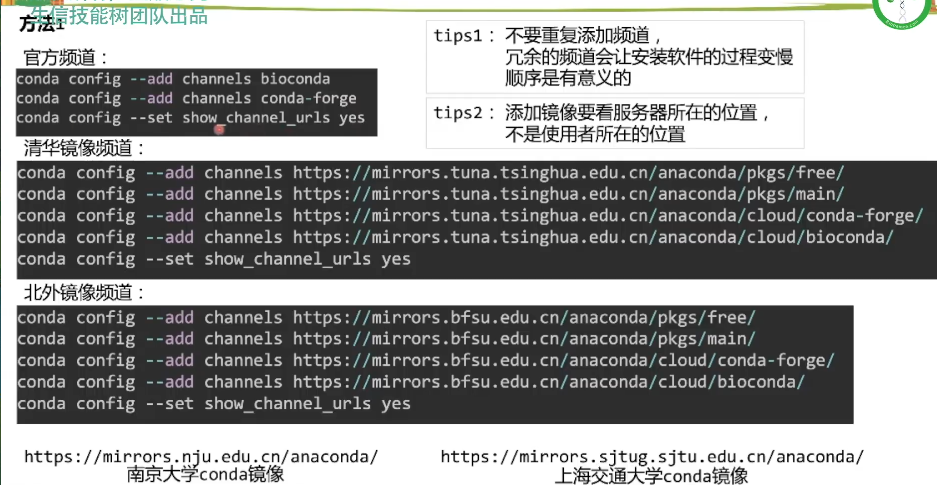 生信技能树团队出品
方法1
官方频道：
conda config --add channels bioconda
conda config --add channels conda-forge
conda config --set show_channel_urls yes
tips1： 不要重复添加频道，
冗余的频道会让安装软件的过程变慢
顺序是有意义的
tips2： 添加镜像要看服务器所在的位置，
不是使用者所在的位置
清华镜像频道：
conda config --add channels https://mirrors.tuna.tsinghua.edu.cn/anaconda/pkgs/free/
conda config --add channels https://mirrors.tuna.tsinghua.edu.cn/anaconda/pkgs/main/
conda config --add channels https://mirrors.tuna.tsinghua.edu.cn/anaconda/cloud/conda-forge/
conda config --add channels https://mirrors.tuna.tsinghua.edu.cn/anaconda/cloud/bioconda/
conda config --set show_channel_urls yes
北外镜像频道：
conda config --add channels https://mirrors.bfsu.edu.cn/anaconda/pkgs/free/
conda config --add channels https://mirrors.bfsu.edu.cn/anaconda/pkgs/main/
conda config --add channels https://mirrors.bfsu.edu.cn/anaconda/cloud/conda-forge/
conda config --add channels https://mirrors.bfsu.edu.cn/anaconda/cloud/bioconda/
conda config --set show_channel_urls yes
https://mirrors.nju.edu.cn/anaconda/
南京大学conda镜像
https://mirrors.sjtug.sjtu.edu.cn/anaconda/
上海交通大学conda镜像